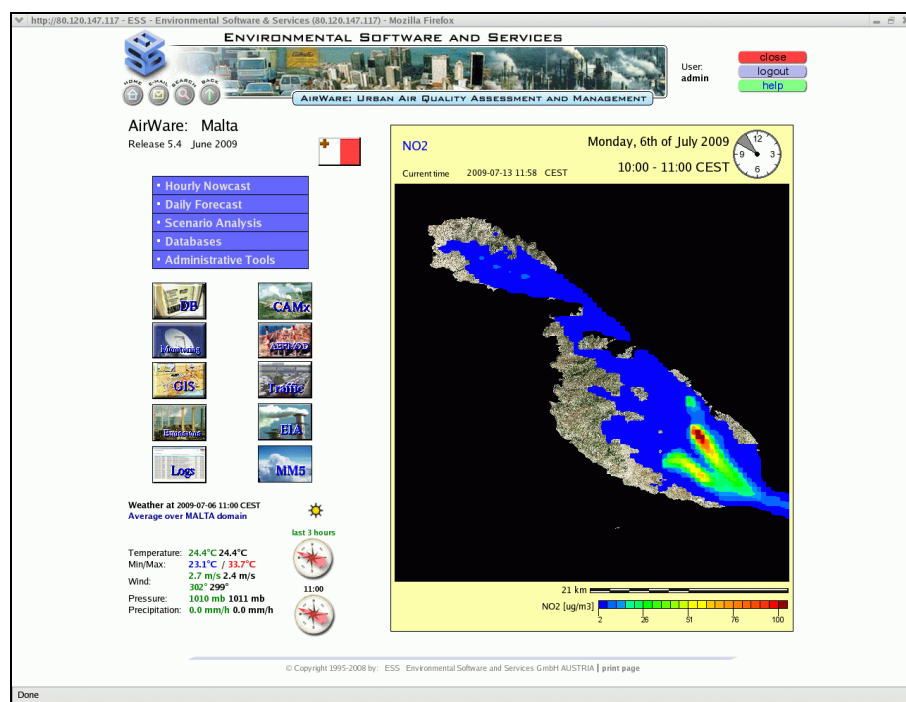 http://80.120.147.117 - ESS - Environmental Software & Services (80.120.147.117) - Mozilla Firefox
ENVIRONMENTAL SOFTWARE AND SERVICES
ESS
HOME E-MAIL SEARCH BACK
AIRWARE: URBAN AIR QUALITY ASSESSMENT AND MANAGEMENT
User:
admin
close
logout
help
AirWare: Malta
Release 5.4 June 2009
· Hourly Nowcast
· Daily Forecast
· Scenario Analysis
· Databases
· Administrative Tools
DB
CAMx
Monitoring
AERMOD
GIS
Traffic
Emissions
EIA
Logs
MM5
Weather at 2009-07-06 11:00 CEST
Average over MALTA domain
last 3 hours
Temperature: 24.4°C 24.4°C
Min/Max: 23.1°C / 33.7°C
Wind: 2.7 m/s 2.4 m/s
302° 299°
11:00
Pressure: 1010 mb 1011 mb
Precipitation: 0.0 mm/h 0.0 mm/h
NO2
Monday, 6th of July 2009
10:00 - 11:00 CEST
12
9 3
6
Current time 2009-07-13 11:58 CEST
21 km
NO2 [ug/m3]
2 26 51 76 100
© Copyright 1995-2008 by: ESS Environmental Software and Services GmbH AUSTRIA | print page
Done